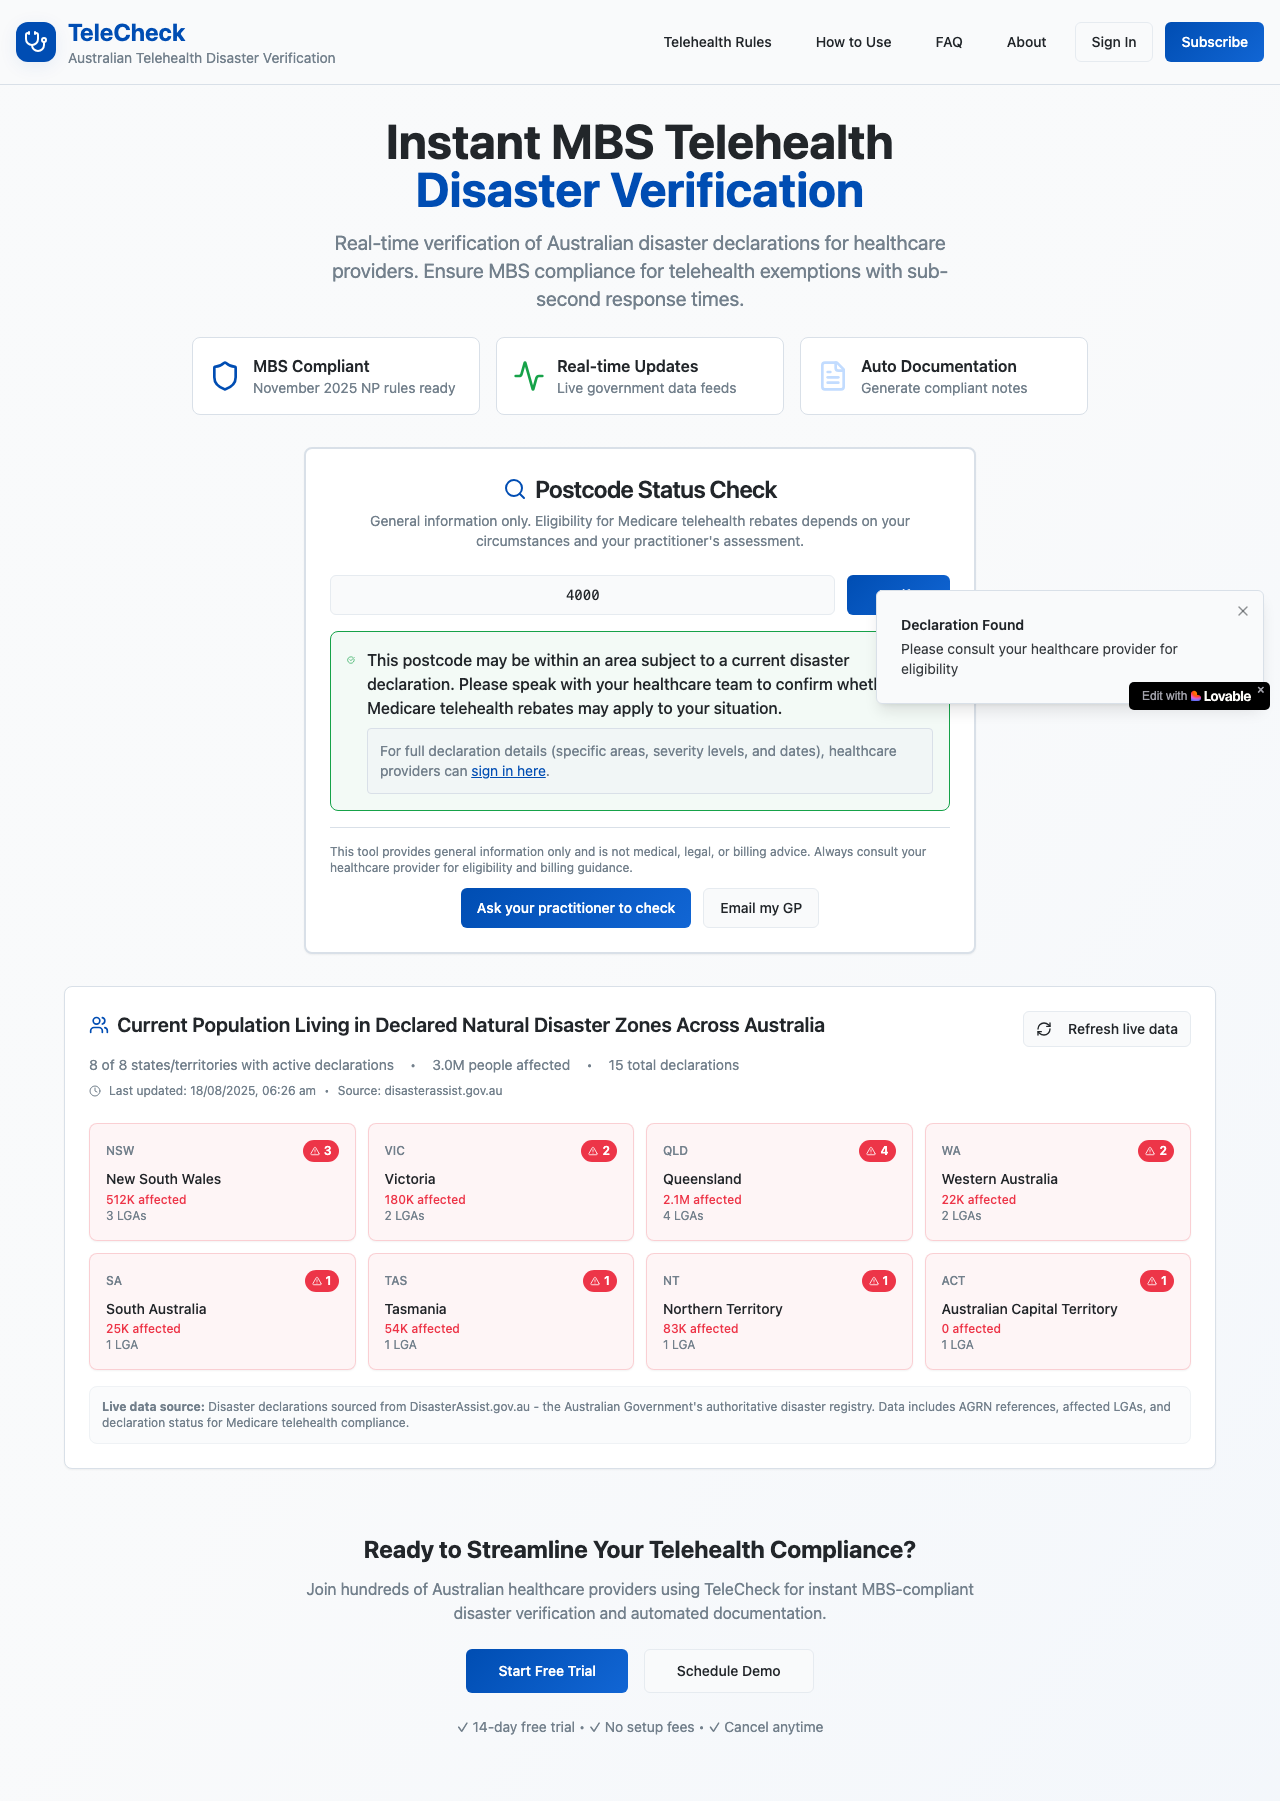 TeleCheck
Australian Telehealth Disaster Verification
Telehealth Rules
How to Use
FAQ
About
Sign In
Subscribe
Instant MBS Telehealth
Disaster Verification
Real-time verification of Australian disaster declarations for healthcare
providers. Ensure MBS compliance for telehealth exemptions with sub-
second response times.
MBS Compliant
November 2025 NP rules ready
Real-time Updates
Live government data feeds
Auto Documentation
Generate compliant notes
Postcode Status Check
General information only. Eligibility for Medicare telehealth rebates depends on your
circumstances and your practitioner's assessment.
4000
Declaration Found
Please consult your healthcare provider for
eligibility
Edit with Lovable
This postcode may be within an area subject to a current disaster
declaration. Please speak with your healthcare team to confirm
Medicare telehealth rebates may apply to your situation.
For full declaration details (specific areas, severity levels, and dates), healthcare
providers can sign in here.
This tool provides general information only and is not medical, legal, or billing advice. Always consult your
healthcare provider for eligibility and billing guidance.
Ask your practitioner to check
Email my GP
Current Population Living in Declared Natural Disaster Zones Across Australia
Refresh live data
8 of 8 states/territories with active declarations • 3.0M people affected • 15 total declarations
Last updated: 18/08/2025, 06:26 am • Source: disasterassist.gov.au
NSW
3
New South Wales
512K affected
3 LGAs
VIC
2
Victoria
180K affected
2 LGAs
QLD
4
Queensland
2.1M affected
4 LGAs
WA
2
Western Australia
22K affected
2 LGAs
SA
1
South Australia
25K affected
1 LGA
TAS
1
Tasmania
54K affected
1 LGA
NT
1
Northern Territory
83K affected
1 LGA
ACT
1
Australian Capital Territory
0 affected
1 LGA
Live data source: Disaster declarations sourced from DisasterAssist.gov.au - the Australian Government's authoritative disaster registry. Data includes AGRN references, affected LGAs, and
declaration status for Medicare telehealth compliance.
Ready to Streamline Your Telehealth Compliance?
Join hundreds of Australian healthcare providers using TeleCheck for instant MBS-compliant
disaster verification and automated documentation.
Start Free Trial
Schedule Demo
✓ 14-day free trial • ✓ No setup fees • ✓ Cancel anytime